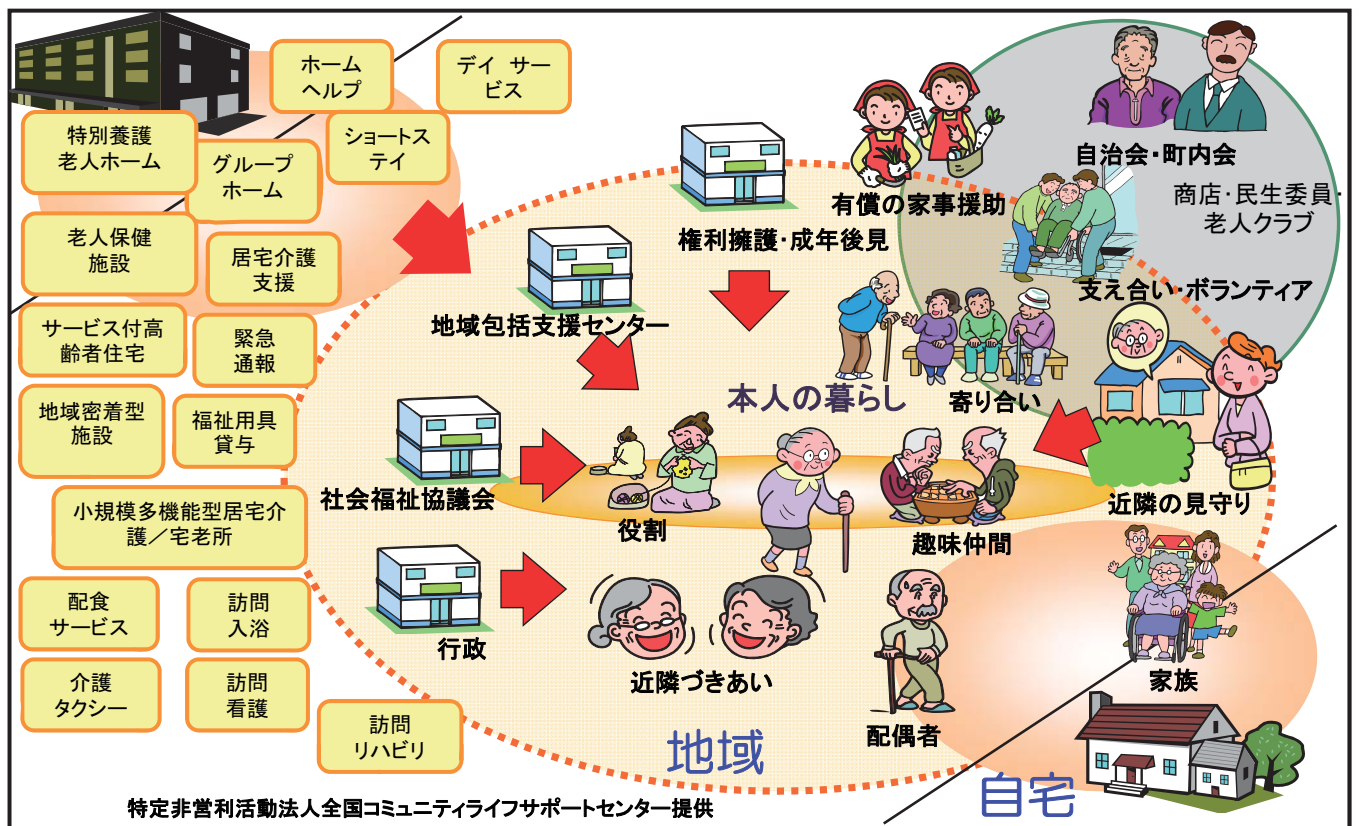 ホーム
ヘルプ
デイ サー
ビス
特別養護
老人ホーム
グループ
ホーム
ショートス
テイ
老人保健
施設
居宅介護
支援
サービス付高
齢者住宅
緊急
通報
地域密着型
施設
福祉用具
貸与
小規模多機能型居宅介
護／宅老所
配食
サービス
訪問
入浴
介護
タクシー
訪問
看護
訪問
リハビリ
権利擁護・成年後見
地域包括支援センター
社会福祉協議会
行政
有償の家事援助
自治会・町内会
商店・民生委員・
老人クラブ
支え合い・ボランティア
本人の暮らし
寄り合い
近隣の見守り
役割
趣味仲間
近隣づきあい
配偶者
家族
地域
自宅
特定非営利活動法人全国コミュニティライフサポートセンター提供